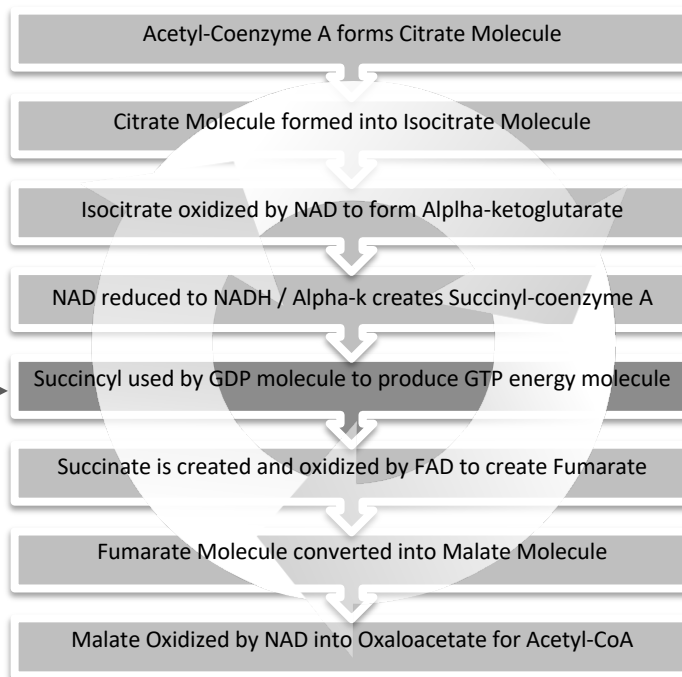 Acetyl-Coenzyme A forms Citrate Molecule
Citrate Molecule formed into Isocitrate Molecule
Isocitrate oxidized by NAD to form Alplha-ketoglutarate
NAD reduced to NADH / Alpha-k creates Succinyl-coenzyme A
Succincyl used by GDP molecule to produce GTP energy molecule
Succinate is created and oxidized by FAD to create Fumarate
Fumarate Molecule converted into Malate Molecule
Malate Oxidized by NAD into Oxaloacetate for Acetyl-CoA